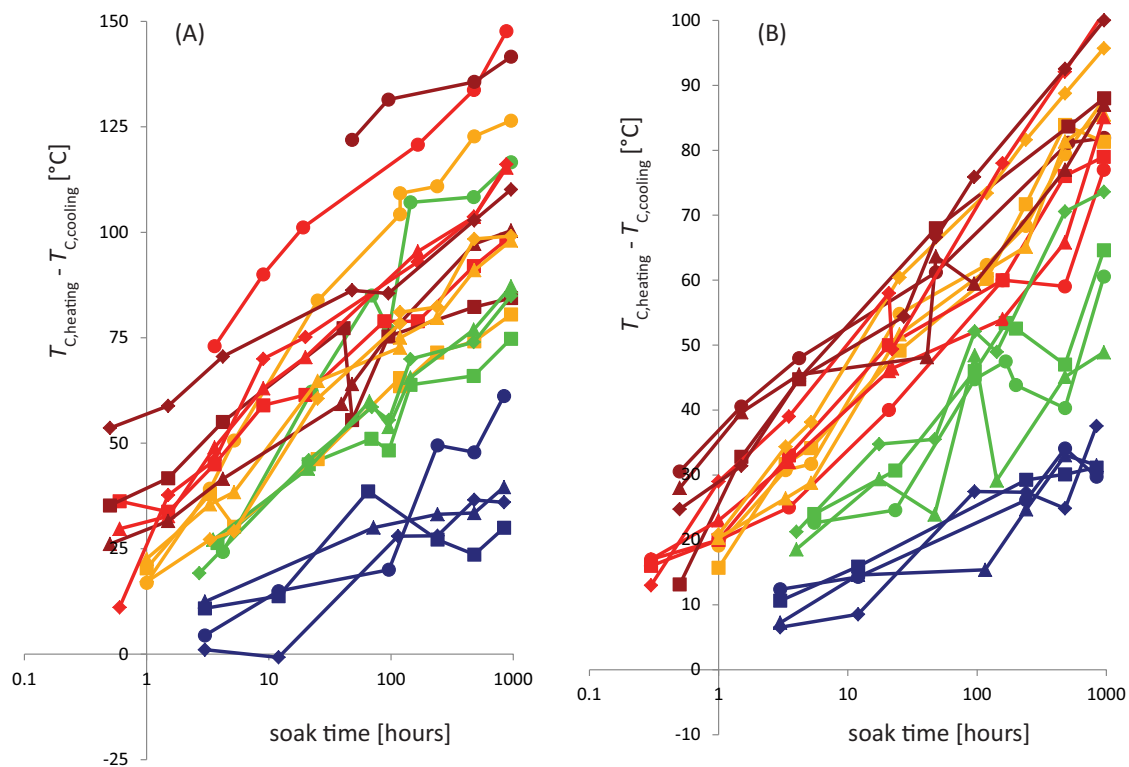 (A)
T_C,heating - T_C,cooling [°C]
150
125
100
75
50
25
0
-25
0.1 1 10 100 1000
soak time [hours]
(B)
T_C,heating - T_C,cooling [°C]
100
90
80
70
60
50
40
30
20
10
0
-10
0.1 1 10 100 1000
soak time [hours]